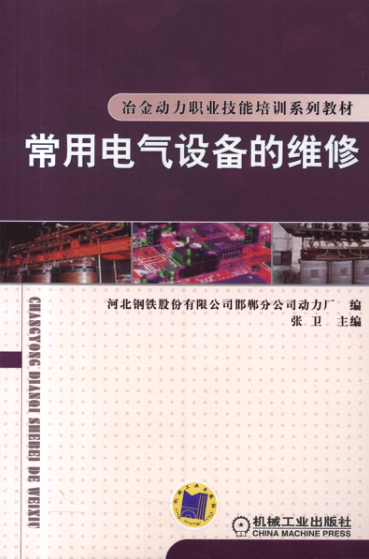 冶金动力职业技能培训系列教材
常用电气设备的维修
河北钢铁股份有限公司邯郸分公司动力厂 编
张 卫 主编
CHANGYONG DIANQI SHEBEI DE WEIXIU
机械工业出版社
CHINA MACHINE PRESS